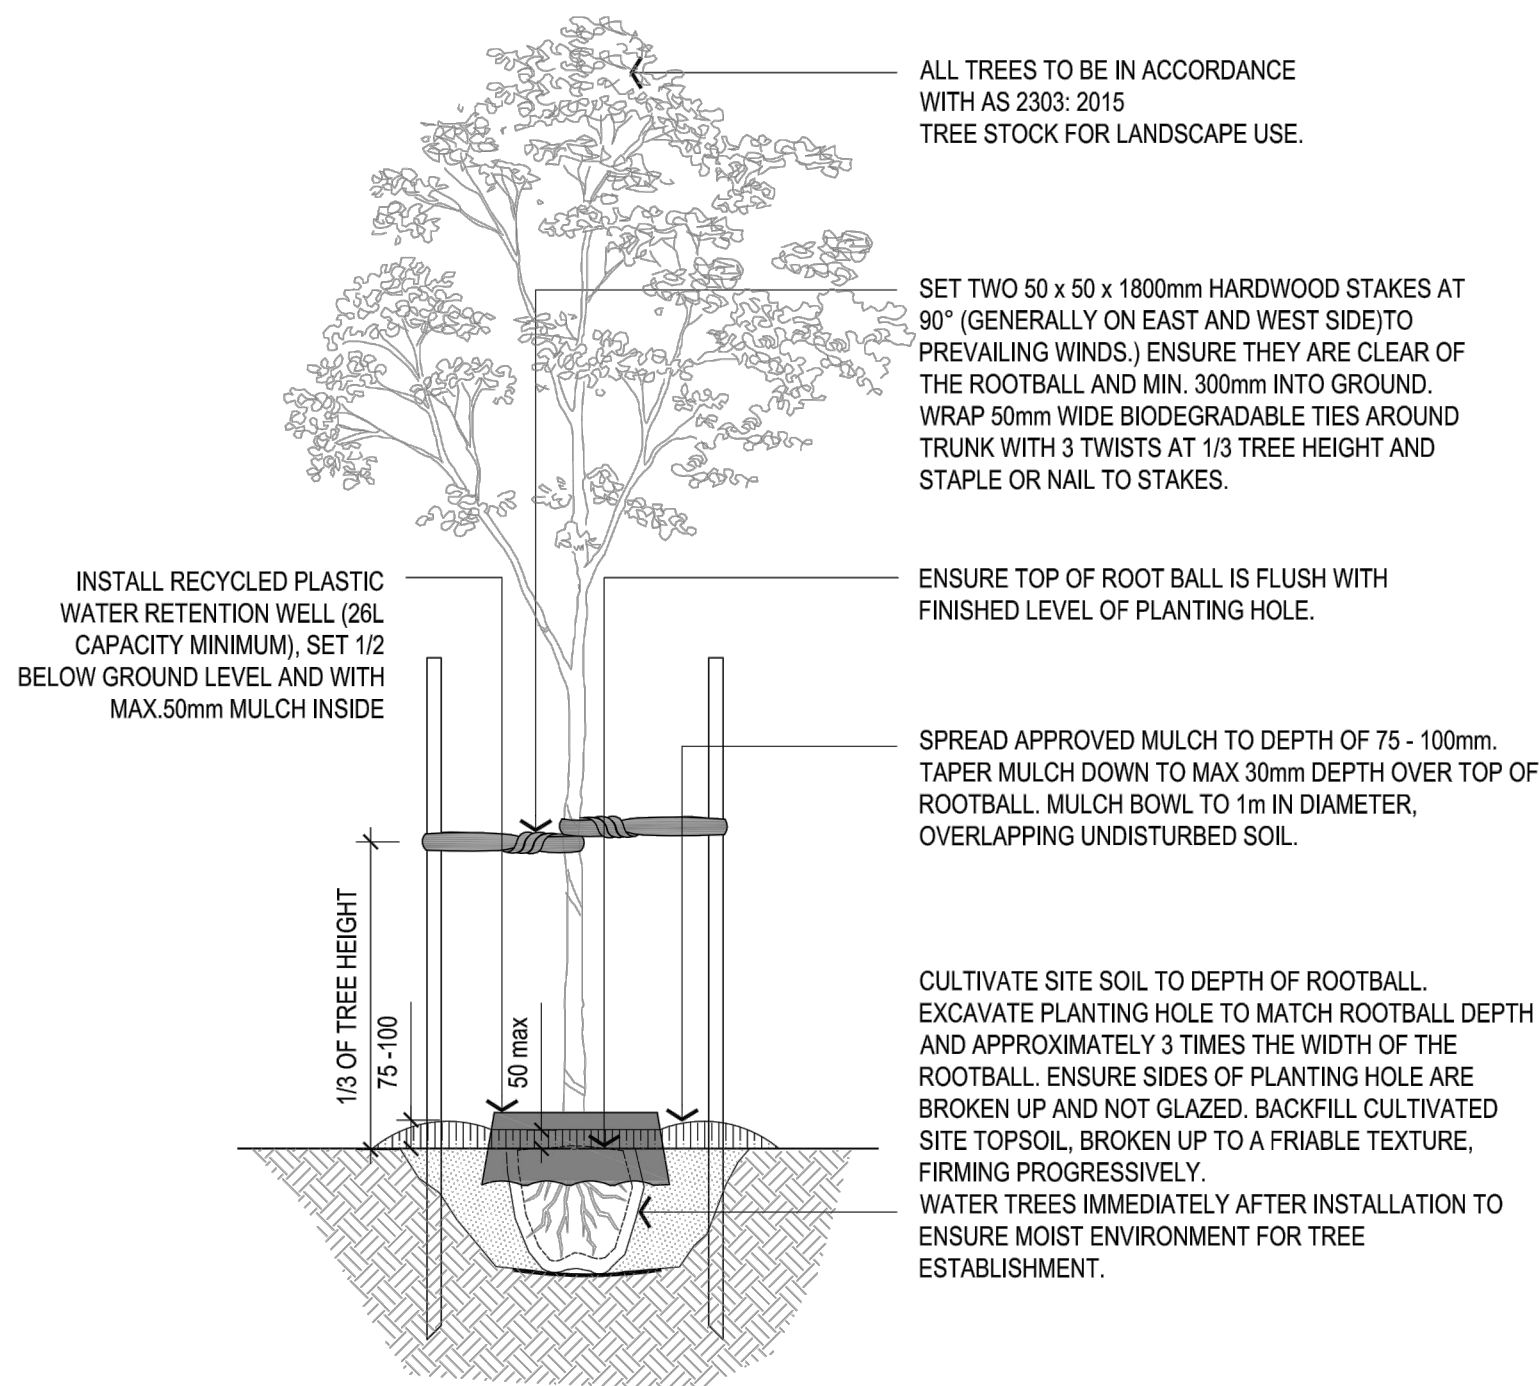 ALL TREES TO BE IN ACCORDANCE
WITH AS 2303: 2015
TREE STOCK FOR LANDSCAPE USE.
SET TWO 50 x 50 x 1800mm HARDWOOD STAKES AT
90° (GENERALLY ON EAST AND WEST SIDE)TO
PREVAILING WINDS.) ENSURE THEY ARE CLEAR OF
THE ROOTBALL AND MIN. 300mm INTO GROUND.
WRAP 50mm WIDE BIODEGRADABLE TIES AROUND
TRUNK WITH 3 TWISTS AT 1/3 TREE HEIGHT AND
STAPLE OR NAIL TO STAKES.
INSTALL RECYCLED PLASTIC
WATER RETENTION WELL (26L
CAPACITY MINIMUM), SET 1/2
BELOW GROUND LEVEL AND WITH
MAX.50mm MULCH INSIDE
ENSURE TOP OF ROOT BALL IS FLUSH WITH
FINISHED LEVEL OF PLANTING HOLE.
SPREAD APPROVED MULCH TO DEPTH OF 75 - 100mm.
TAPER MULCH DOWN TO MAX 30mm DEPTH OVER TOP OF
ROOTBALL. MULCH BOWL TO 1m IN DIAMETER,
OVERLAPPING UNDISTURBED SOIL.
1/3 OF TREE HEIGHT
75 -100
50 max
CULTIVATE SITE SOIL TO DEPTH OF ROOTBALL.
EXCAVATE PLANTING HOLE TO MATCH ROOTBALL DEPTH
AND APPROXIMATELY 3 TIMES THE WIDTH OF THE
ROOTBALL. ENSURE SIDES OF PLANTING HOLE ARE
BROKEN UP AND NOT GLAZED. BACKFILL CULTIVATED
SITE TOPSOIL, BROKEN UP TO A FRIABLE TEXTURE,
FIRMING PROGRESSIVELY.
WATER TREES IMMEDIATELY AFTER INSTALLATION TO
ENSURE MOIST ENVIRONMENT FOR TREE
ESTABLISHMENT.